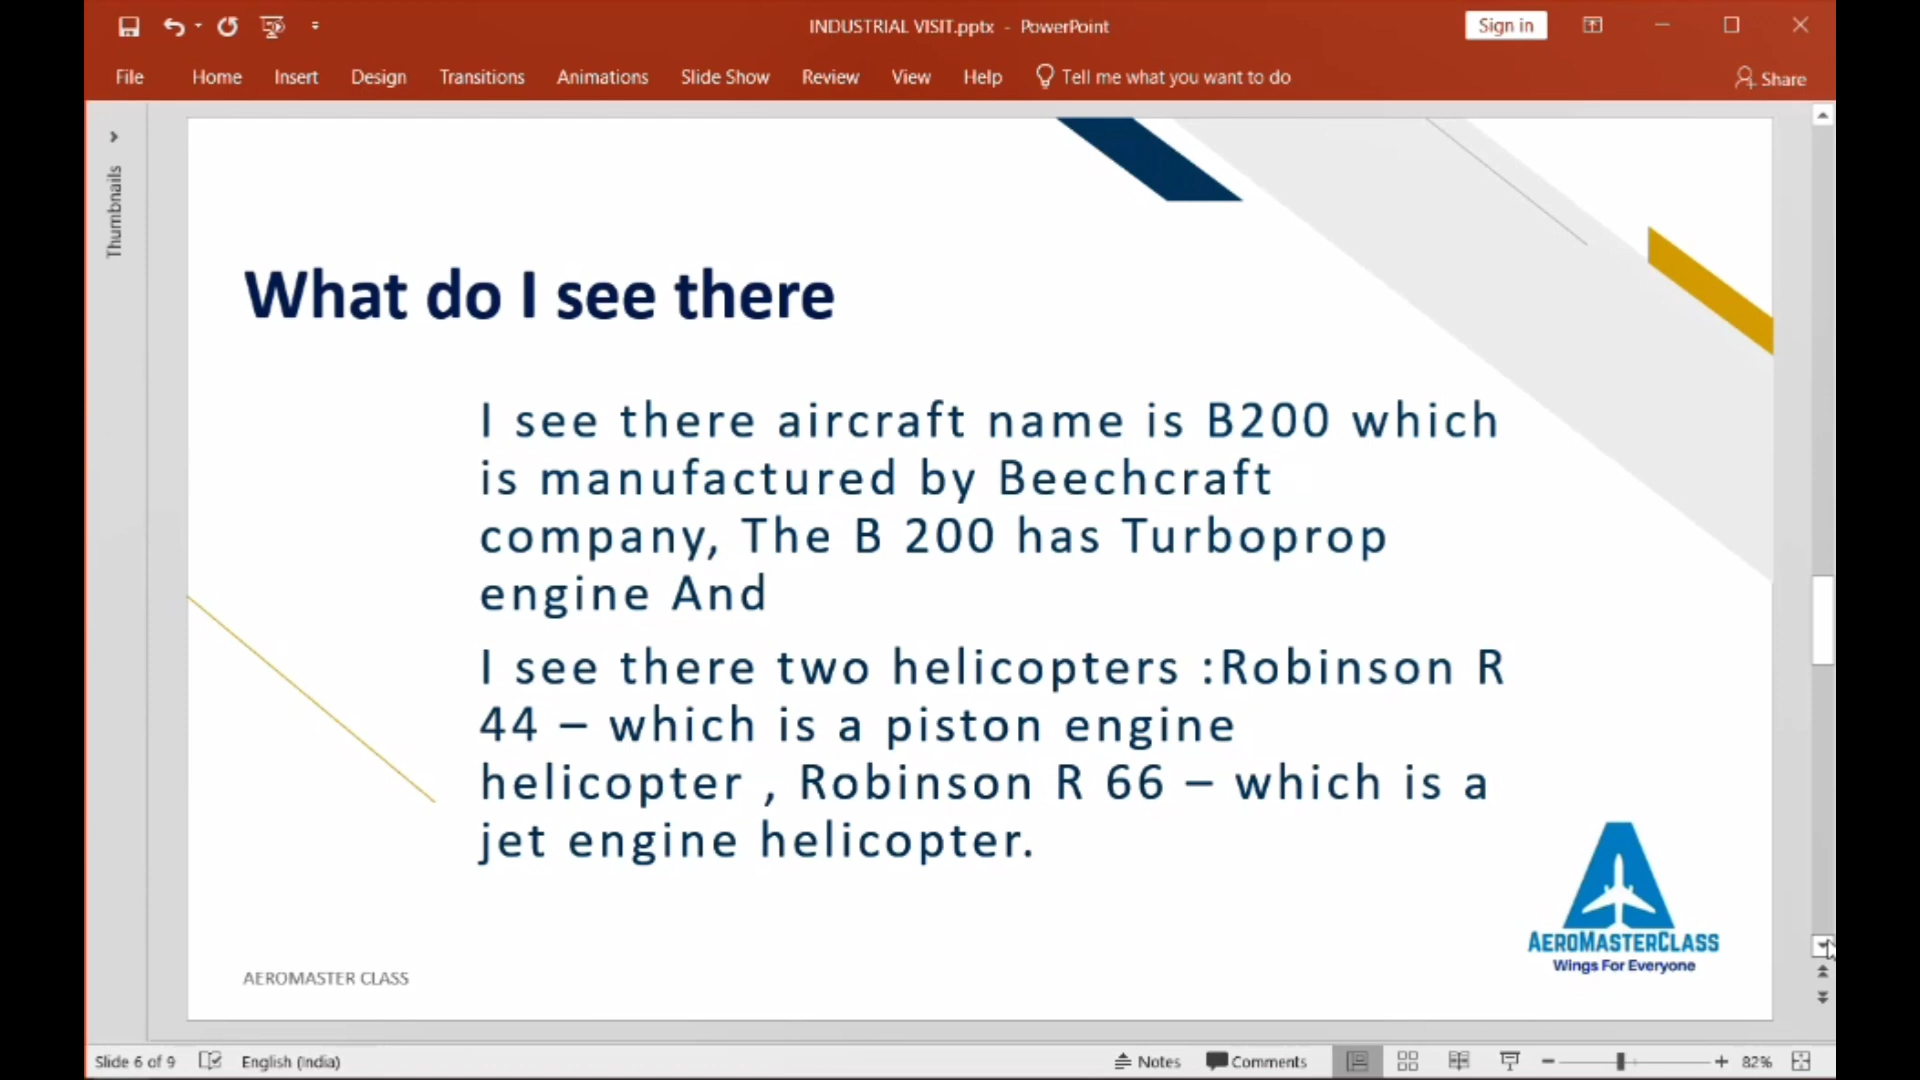 INDUSTRIAL VISIT.pptx - PowerPoint
Sign in
File Home Insert Design Transitions Animations Slide Show Review View Help Tell me what you want to do Share
Thumbnails
What do I see there
I see there aircraft name is B200 which
is manufactured by Beechcraft
company, The B 200 has Turboprop
engine And
I see there two helicopters :Robinson R
44 – which is a piston engine
helicopter , Robinson R 66 – which is a
jet engine helicopter.
AEROMASTERCLASS
Wings For Everyone
AEROMASTER CLASS
Slide 6 of 9 English (India) Notes Comments 82%